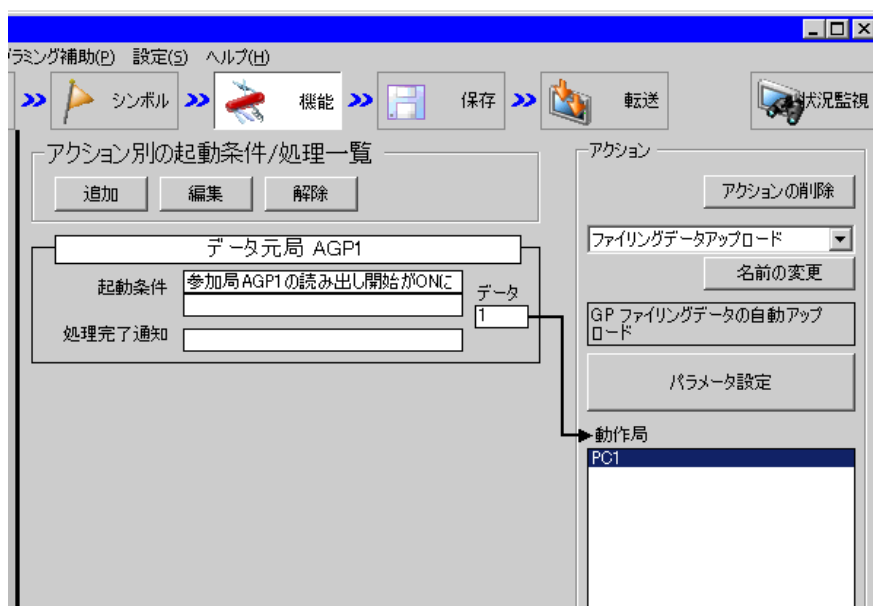 ラミング補助(P) 設定(S) ヘルプ(H)
シンボル 機能 保存 転送 状況監視
アクション別の起動条件/処理一覧
追加 編集 解除
データ元局 AGP1
起動条件 参加局AGP1の読み出し開始がONに
データ
1
処理完了通知
アクション
アクションの削除
ファイリングデータアップロード
名前の変更
GP ファイリングデータの自動アップ
ロード
パラメータ設定
動作局
PC1